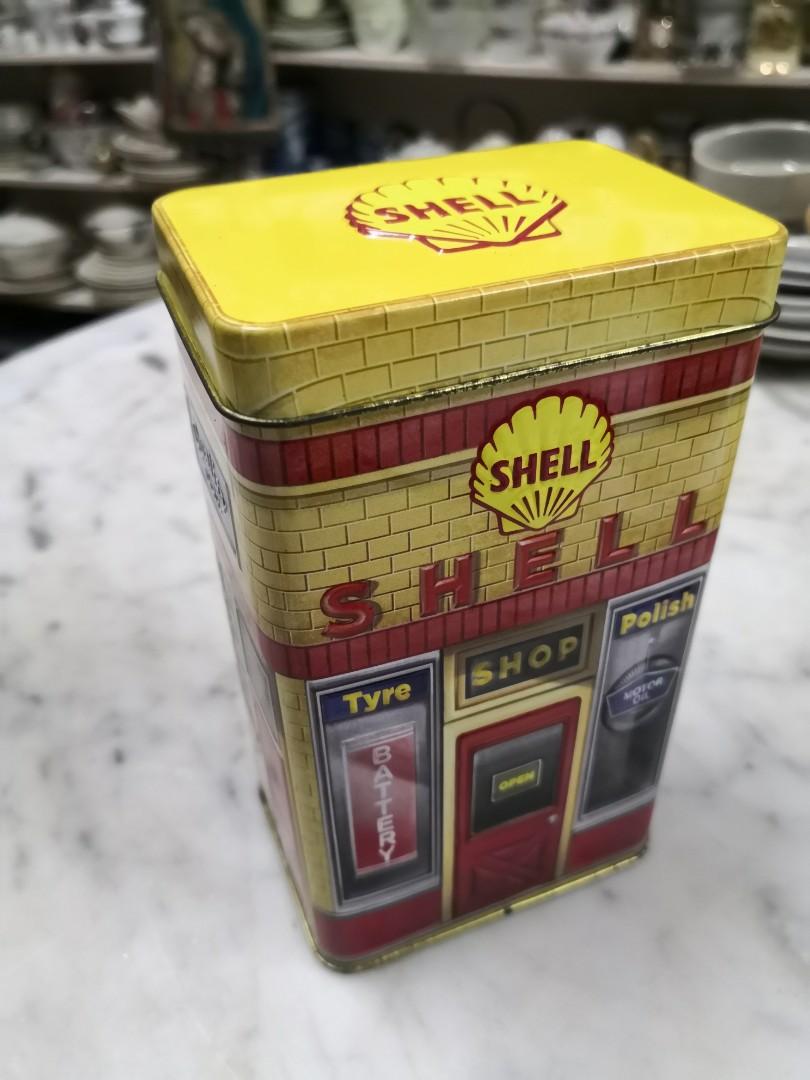 SHELL
SHELL
SHELL
SHOP
Polish
Tyre
MOTOR
OIL
OPEN
BATTERY